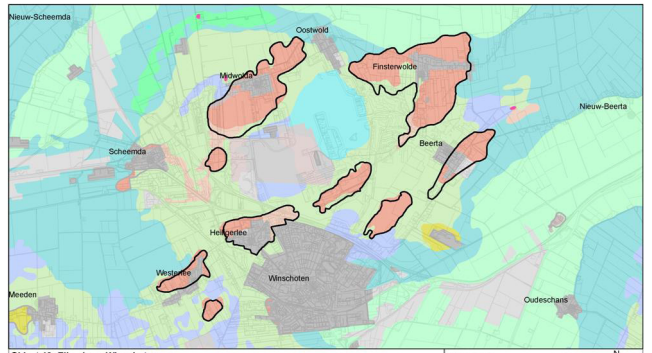 Nieuw-Scheemda
Oostwold
Finsterwolde
Midwolda
Nieuw-Beerta
Beerta
Scheemda
Heiligerlee
Westerlee
Winschoten
Meeden
Oudeschans
N